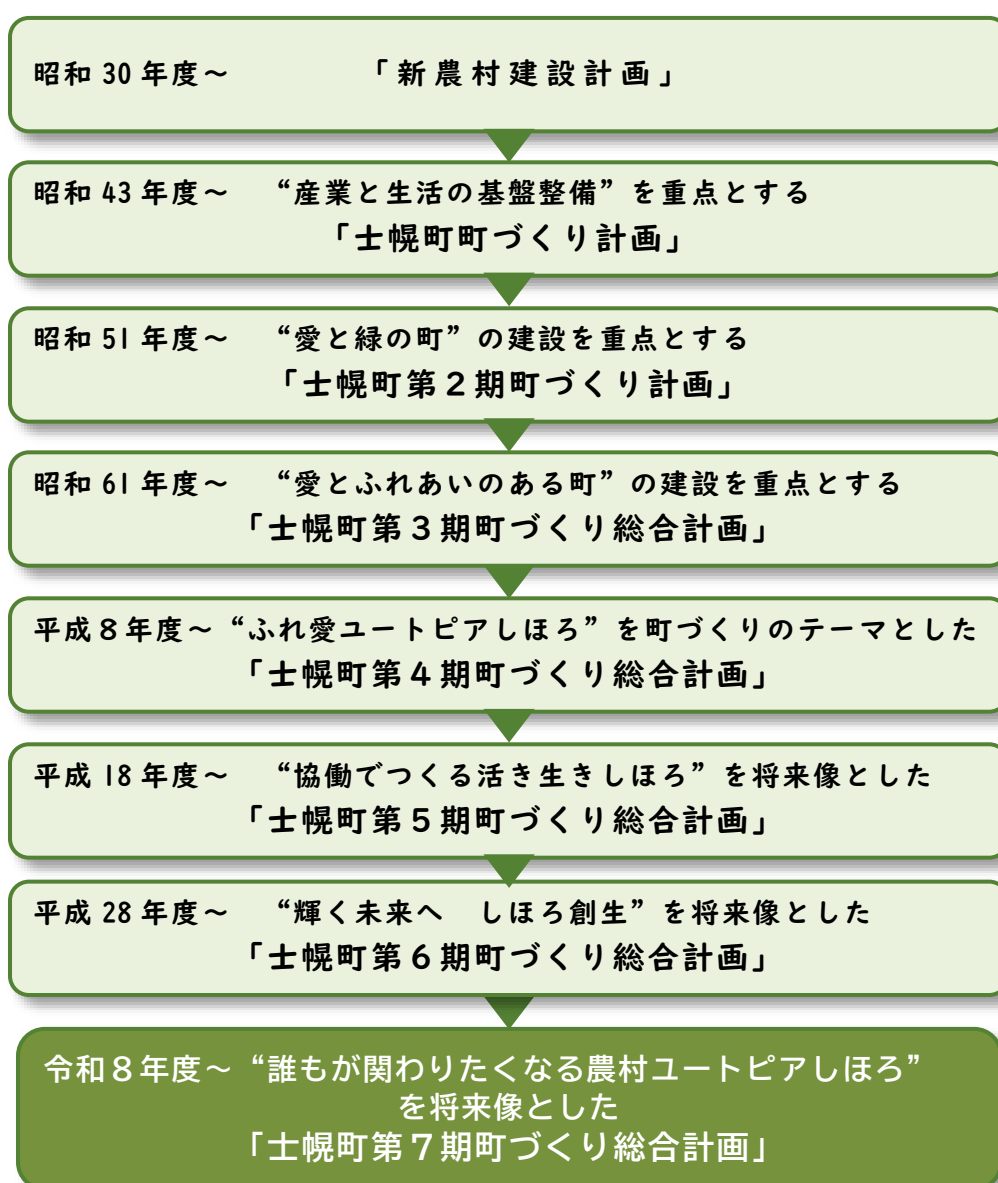 昭和 30 年度～　「新農村建設計画」
昭和 43 年度～　“産業と生活の基盤整備”を重点とする
「士幌町町づくり計画」
昭和 51 年度～　“愛と緑の町”の建設を重点とする
「士幌町第２期町づくり計画」
昭和 61 年度～　“愛とふれあいのある町”の建設を重点とする
「士幌町第３期町づくり総合計画」
平成８年度～“ふれ愛ユートピアしほろ”を町づくりのテーマとした
「士幌町第４期町づくり総合計画」
平成 18 年度～　“協働でつくる活き生きしほろ”を将来像とした
「士幌町第５期町づくり総合計画」
平成 28 年度～　“輝く未来へ　しほろ創生”を将来像とした
「士幌町第６期町づくり総合計画」
令和８年度～“誰もが関わりたくなる農村ユートピアしほろ”
を将来像とした
「士幌町第７期町づくり総合計画」